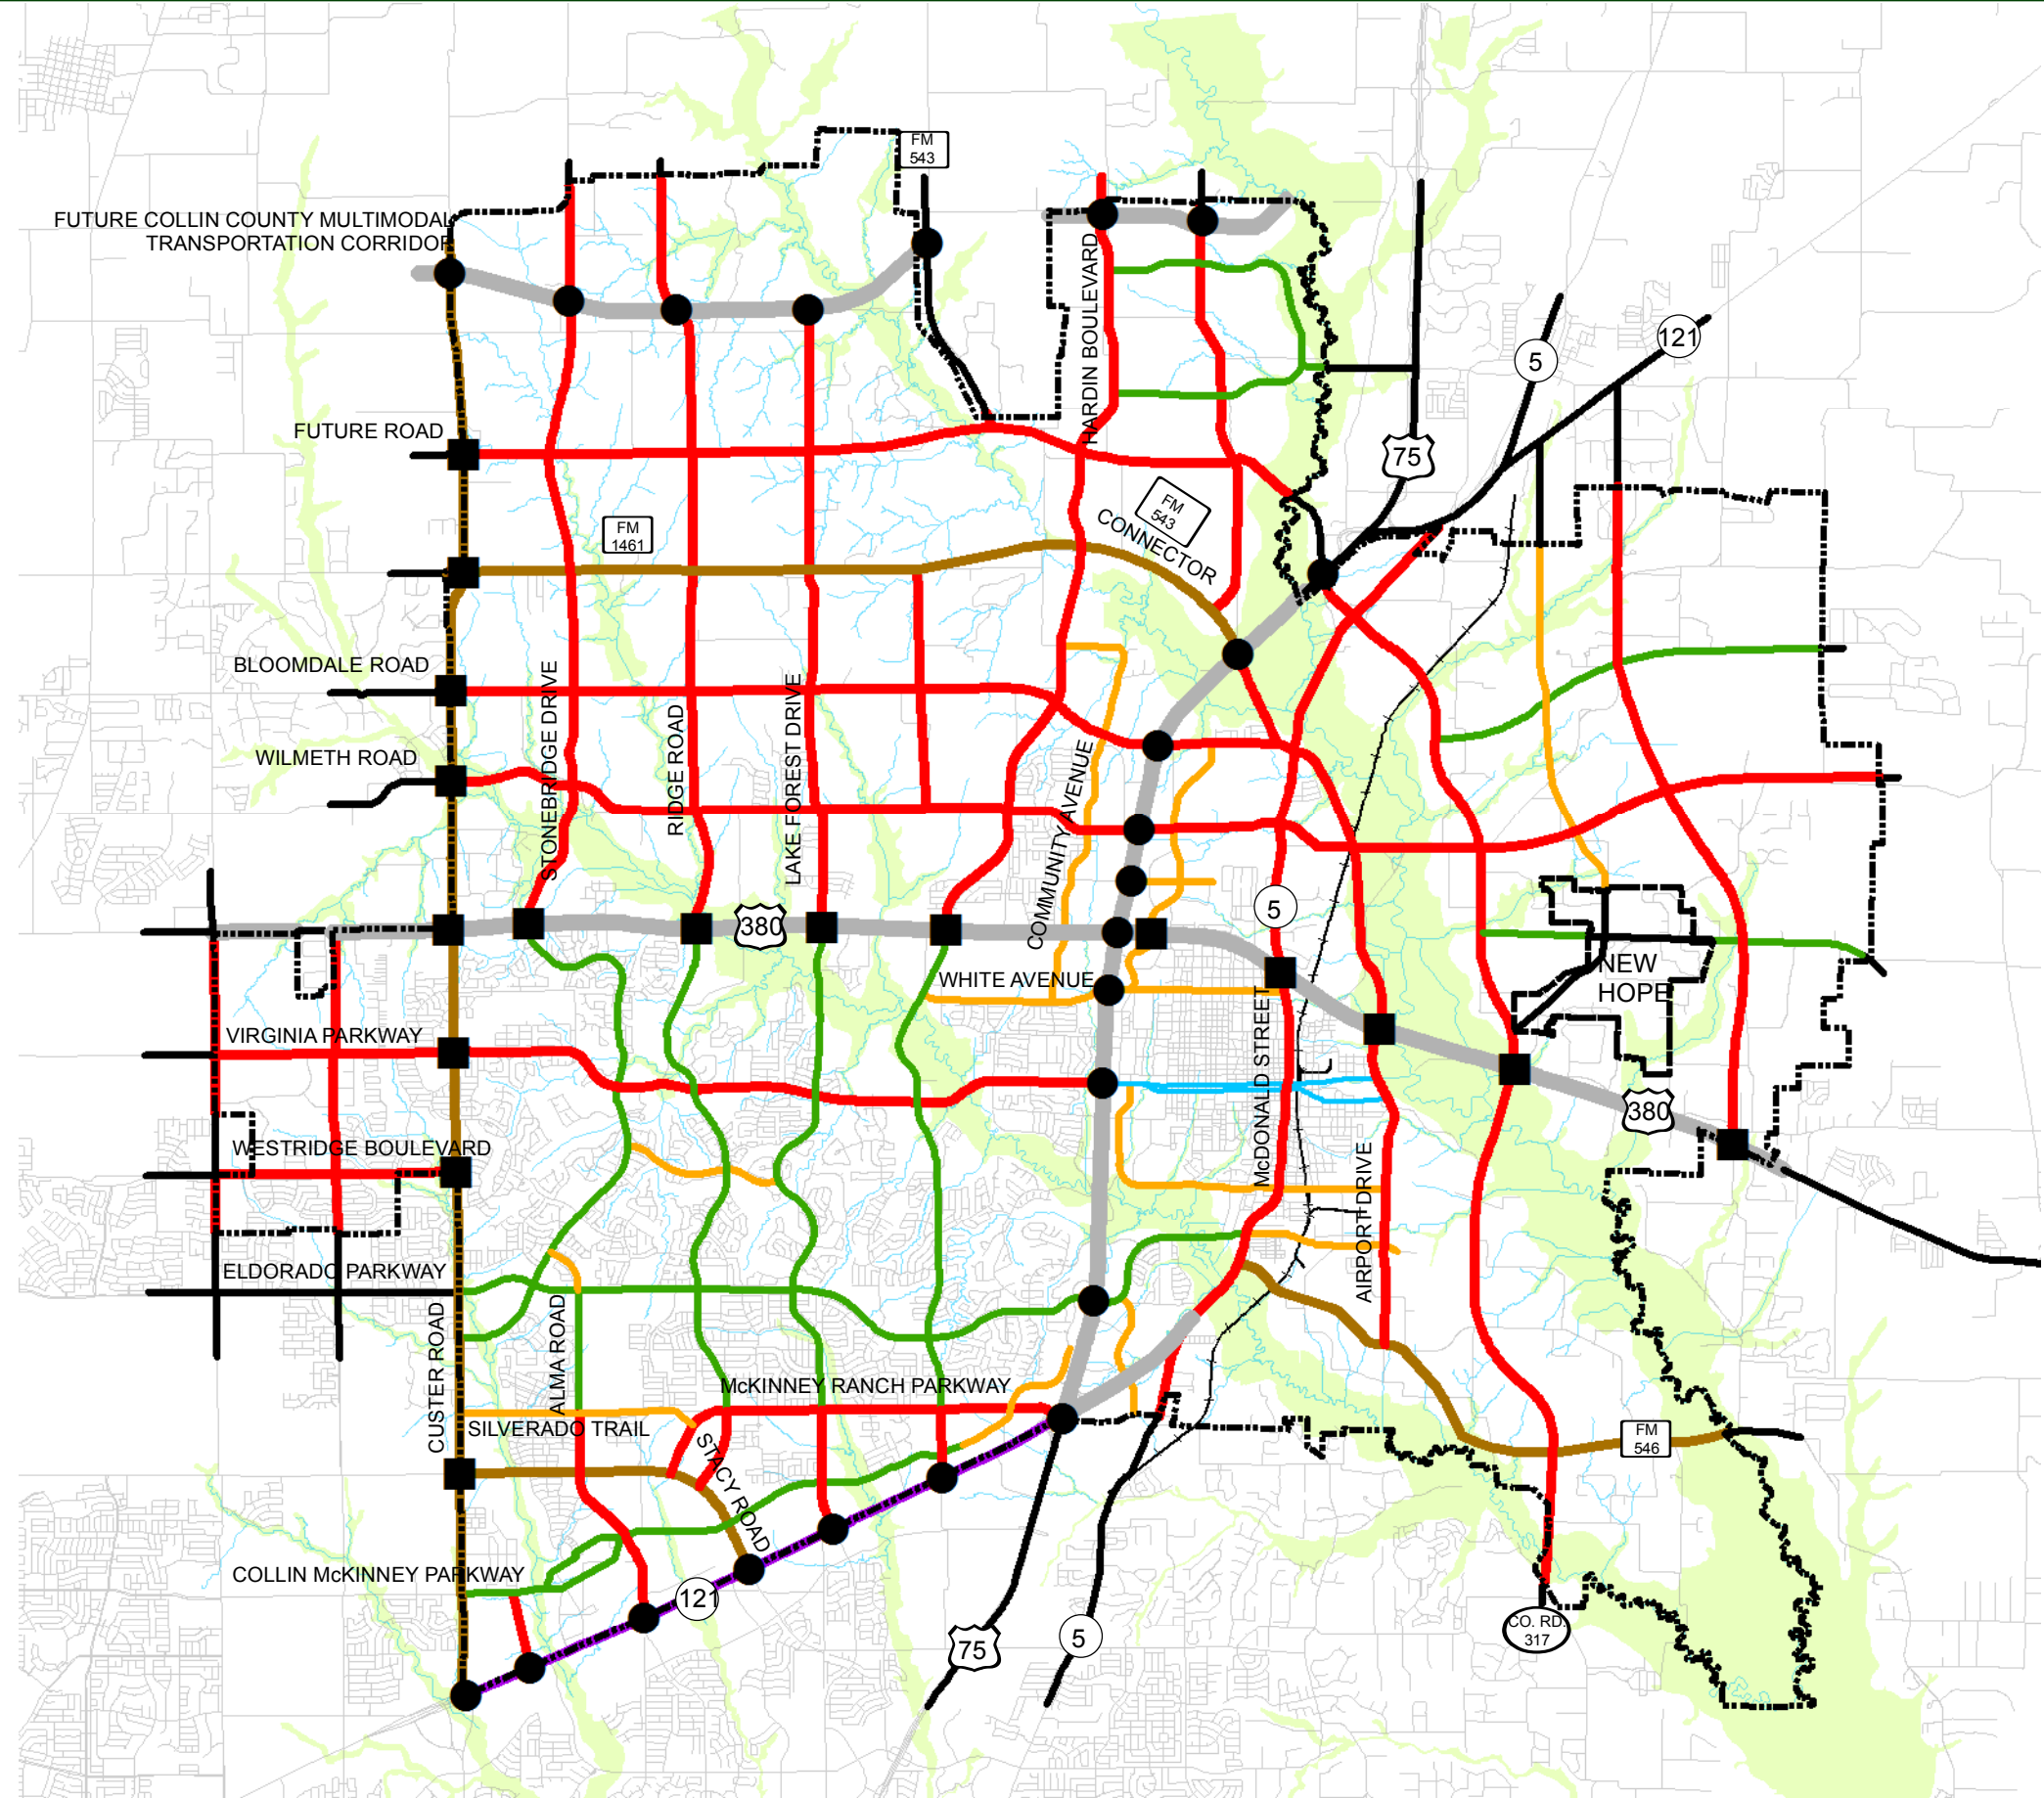 FM
543
FUTURE COLLIN COUNTY MULTIMODAL
TRANSPORTATION CORRIDOR
HARDIN BOULEVARD
121
5
FUTURE ROAD
75
FM
543
CONNECTOR
FM
1461
BLOOMDALE ROAD
STONEBRIDGE DRIVE
RIDGE ROAD
LAKE FOREST DRIVE
WILMETH ROAD
COMMUNITY AVENUE
5
380
NEW
HOPE
WHITE AVENUE
VIRGINIA PARKWAY
McDONALD STREET
380
WESTRIDGE BOULEVARD
AIRPORT DRIVE
ELDORADO PARKWAY
CUSTER ROAD
ALMA ROAD
McKINNEY RANCH PARKWAY
SILVERADO TRAIL
STACY ROAD
FM
546
COLLIN McKINNEY PARKWAY
121
75
5
CO. RD.
317